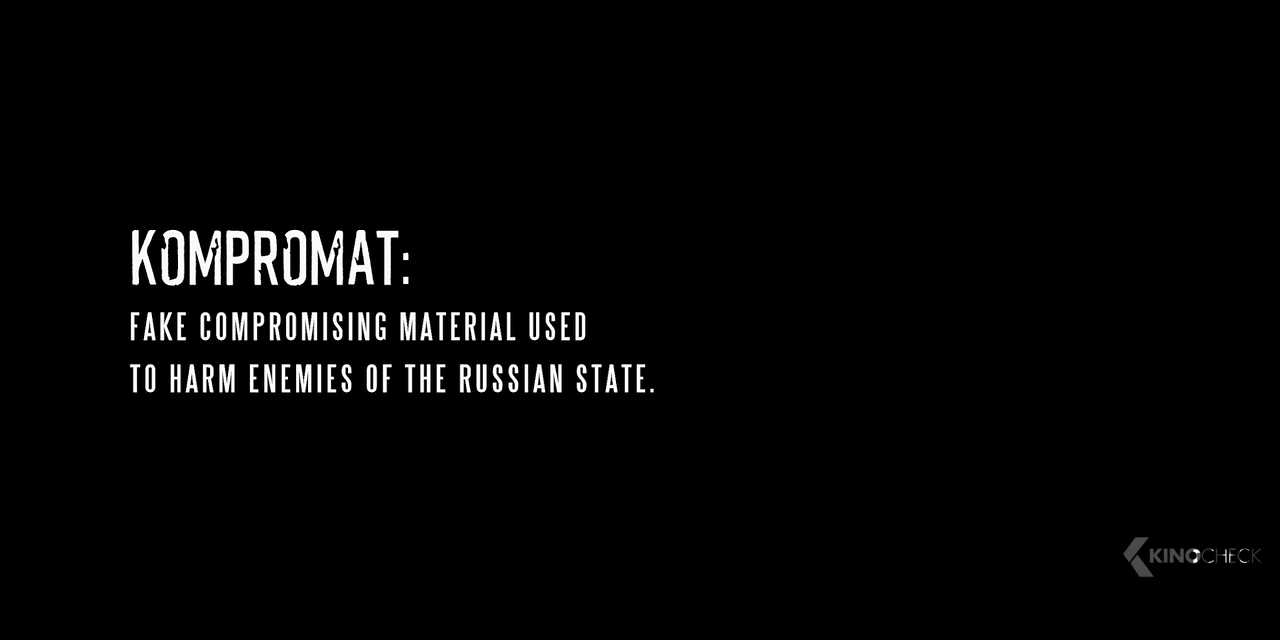 KOMPROMAT:
FAKE COMPROMISING MATERIAL USED
TO HARM ENEMIES OF THE RUSSIAN STATE.
KINOCHECK